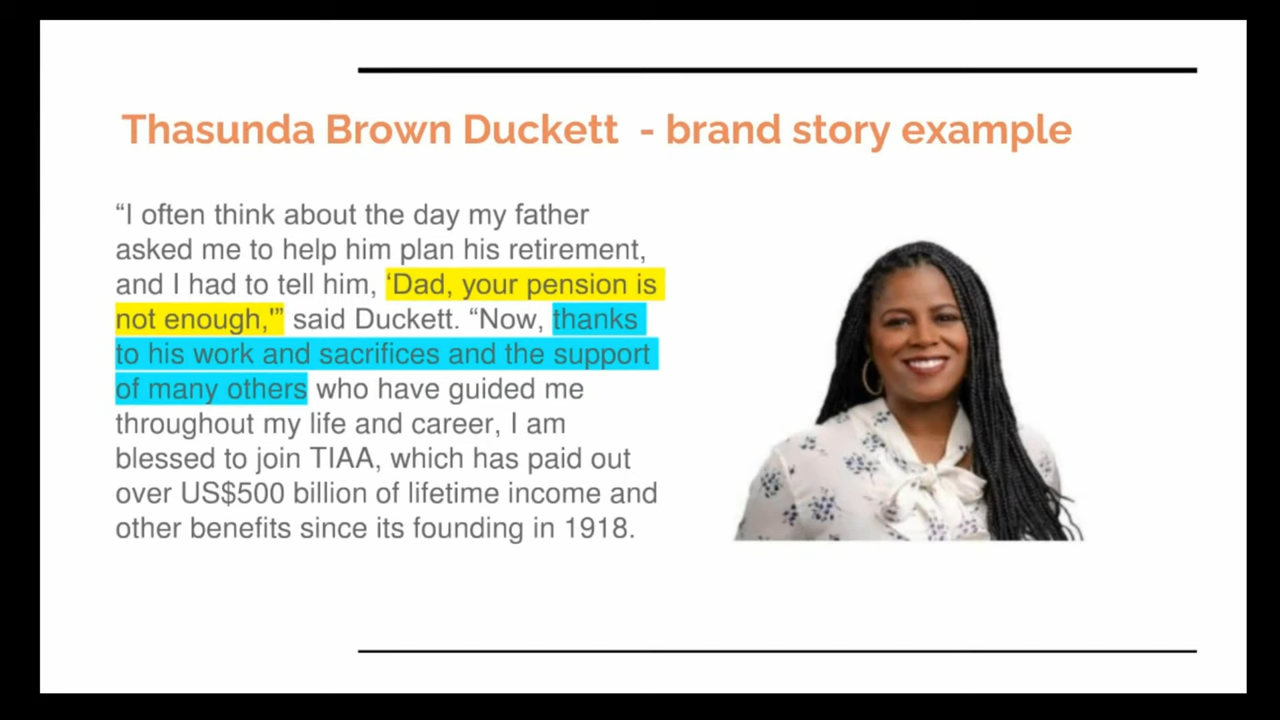 Thasunda Brown Duckett - brand story example
“I often think about the day my father
asked me to help him plan his retirement,
and I had to tell him, ‘Dad, your pension is
not enough,'” said Duckett. “Now, thanks
to his work and sacrifices and the support
of many others who have guided me
throughout my life and career, I am
blessed to join TIAA, which has paid out
over US$500 billion of lifetime income and
other benefits since its founding in 1918.